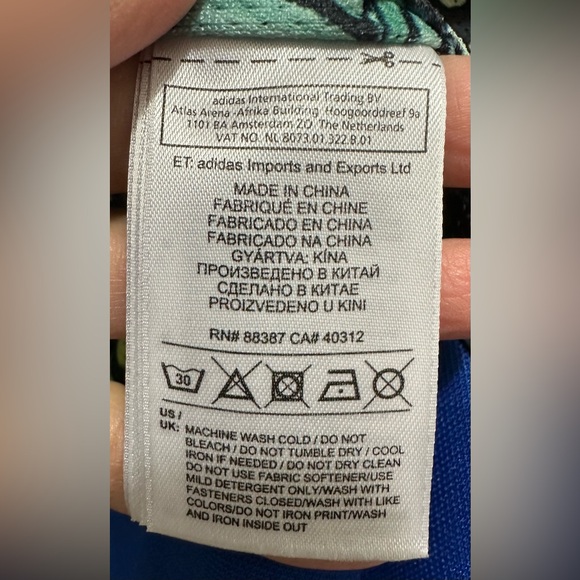 adidas International Trading BV
Atlas Arena -Afrika Building Hoogoorddreef 9a
1101 BA Amsterdam ZO, The Netherlands
VAT NO. NL 8073.01.322.B.01
ET: adidas Imports and Exports Ltd
MADE IN CHINA
FABRIQUÉ EN CHINE
FABRICADO EN CHINA
FABRICADO NA CHINA
GYÁRTVA: KÍNA
ПРОИЗВЕДЕНО В КИТАЙ
СДЕЛАНО В КИТАЕ
PROIZVEDENO U KINI
RN# 88387 CA# 40312
30
US /
UK: MACHINE WASH COLD / DO NOT
BLEACH / DO NOT TUMBLE DRY / COOL
IRON IF NEEDED / DO NOT DRY CLEAN
DO NOT USE FABRIC SOFTENER/USE
MILD DETERGENT ONLY/WASH WITH
FASTENERS CLOSED/WASH WITH LIKE
COLORS/DO NOT IRON PRINT/WASH
AND IRON INSIDE OUT